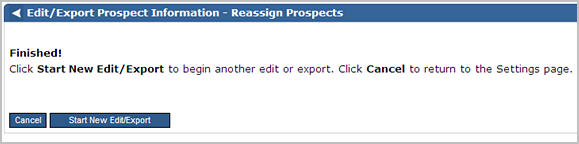 Edit/Export Prospect Information - Reassign Prospects
Finished!
Click Start New Edit/Export to begin another edit or export. Click Cancel to return to the Settings page.
Cancel Start New Edit/Export